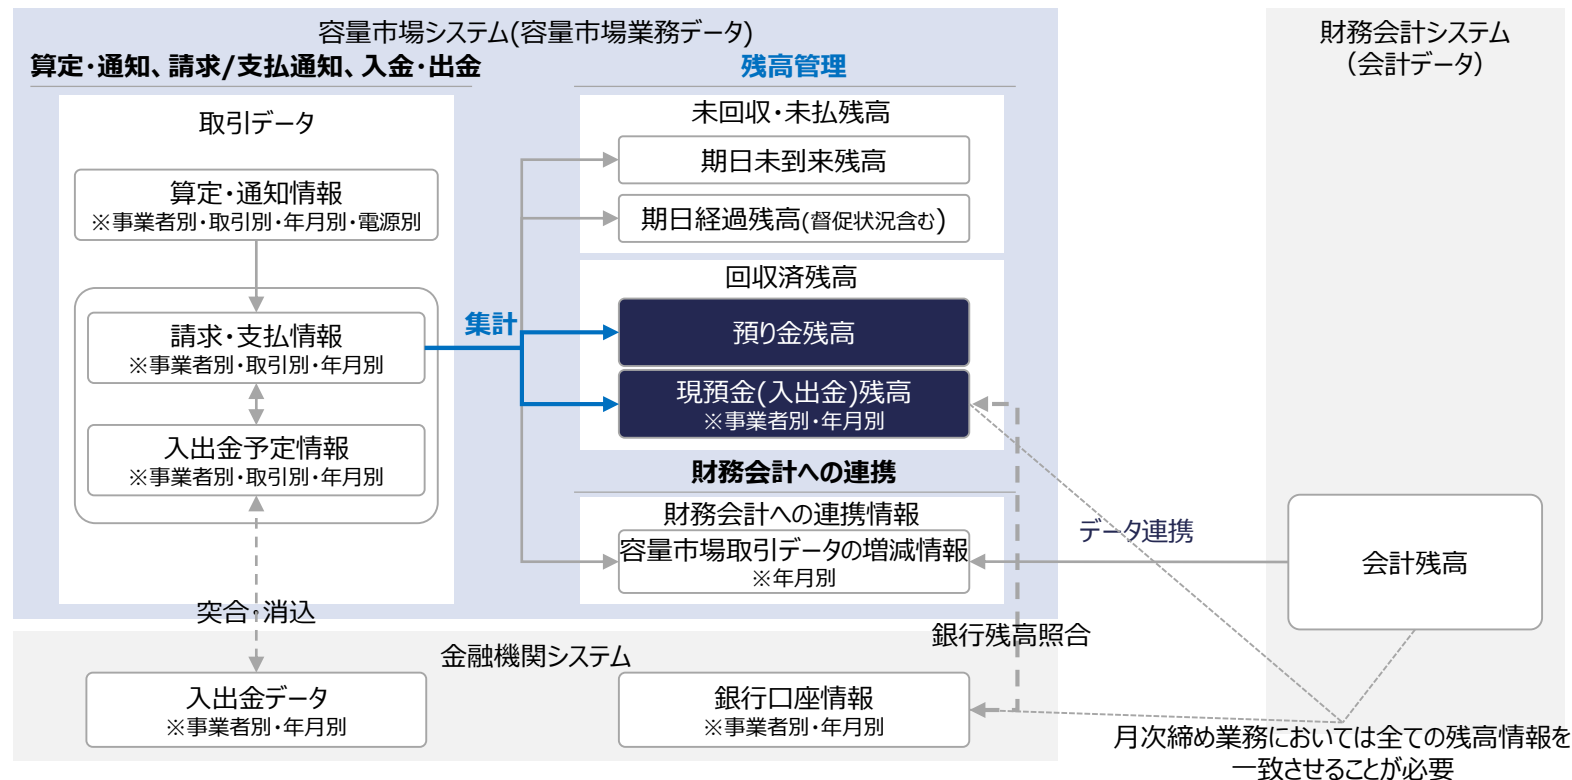 容量市場システム(容量市場業務データ)
算定・通知、請求/支払通知、入金・出金
取引データ
算定・通知情報
※事業者別・取引別・年月別・電源別
請求・支払情報
※事業者別・取引別・年月別
入出金予定情報
※事業者別・取引別・年月別
集計
残高管理
未回収・未払残高
期日未到来残高
期日経過残高(督促状況含む)
回収済残高
預り金残高
現預金(入出金)残高
※事業者別・年月別
財務会計への連携
財務会計への連携情報
容量市場取引データの増減情報
※年月別
財務会計システム
(会計データ)
データ連携
会計残高
突合・消込
銀行残高照合
金融機関システム
入出金データ
※事業者別・年月別
銀行口座情報
※事業者別・年月別
月次締め業務においては全ての残高情報を
一致させることが必要